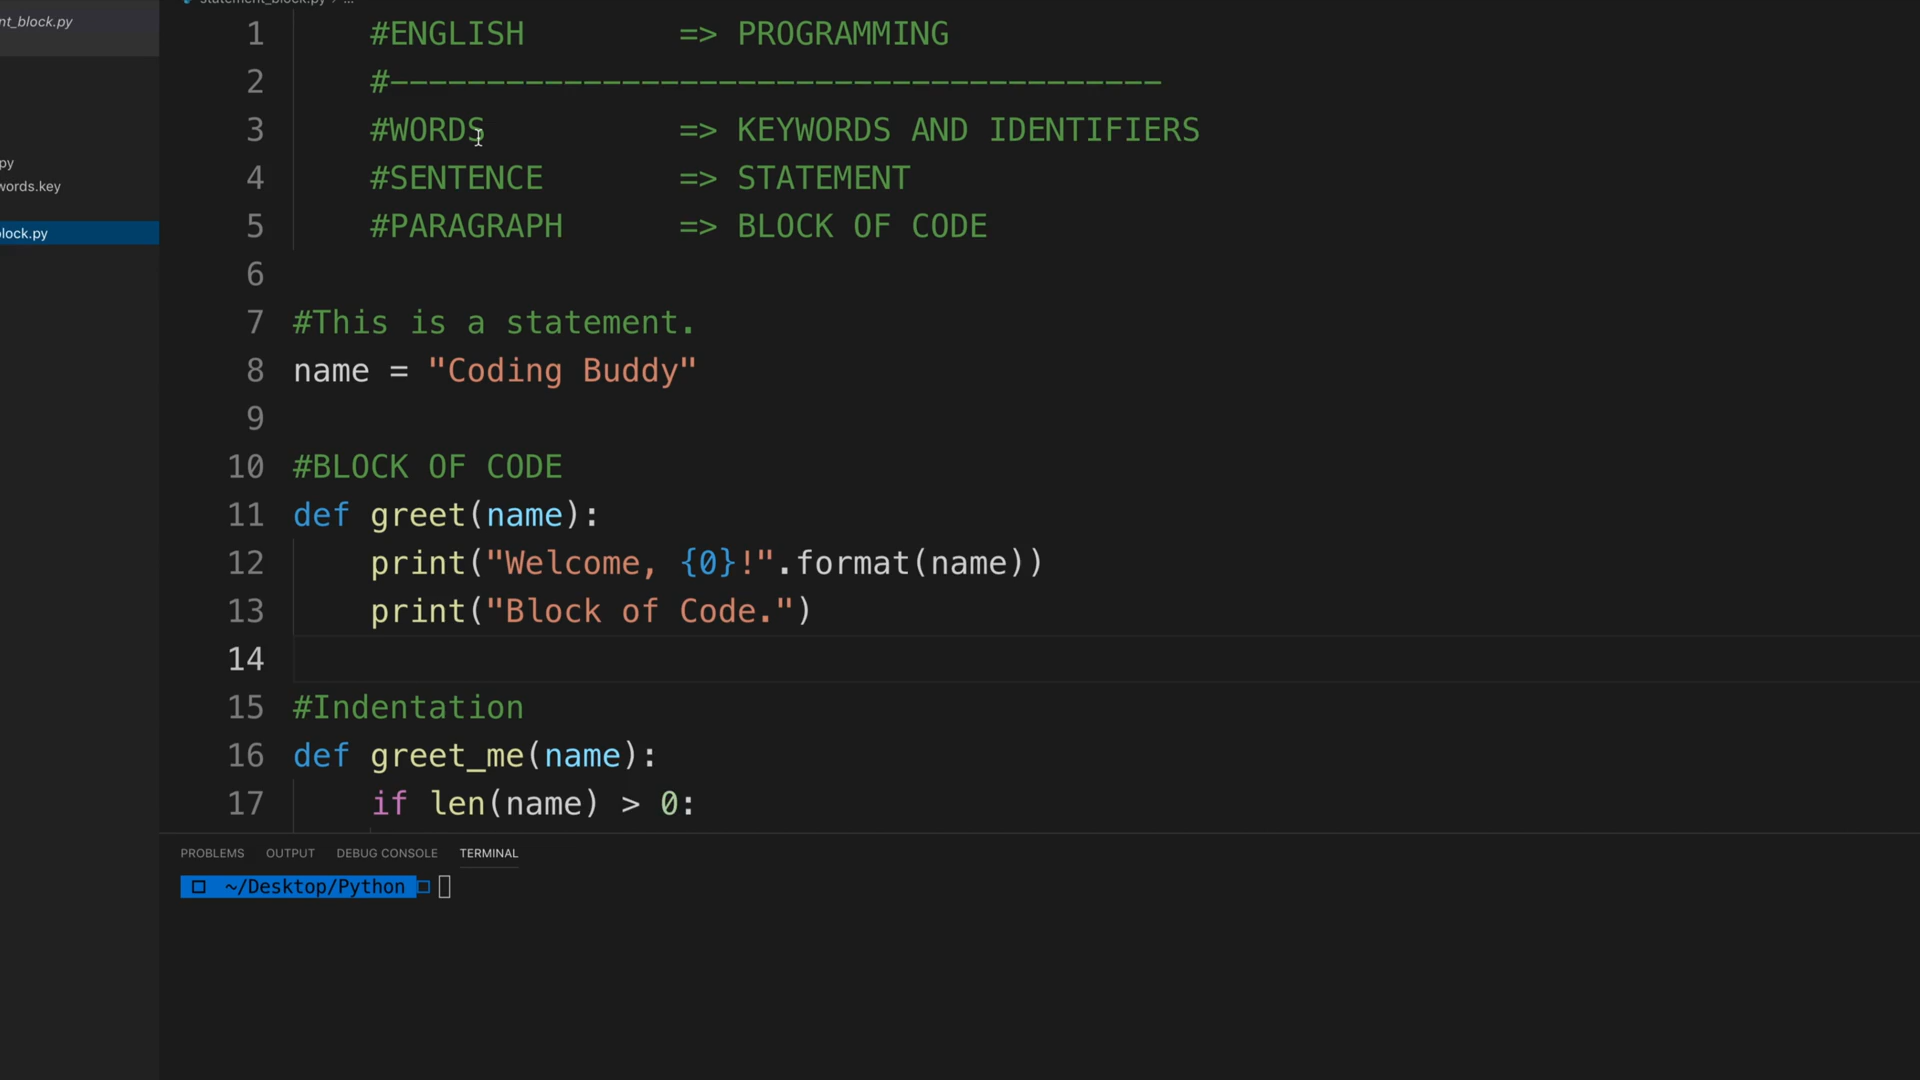 statement_block.py > ...
nt_block.py
py
words.key
lock.py
1 #ENGLISH => PROGRAMMING
2 #----------------------------------------
3 #WORDS => KEYWORDS AND IDENTIFIERS
4 #SENTENCE => STATEMENT
5 #PARAGRAPH => BLOCK OF CODE
6
7 #This is a statement.
8 name = "Coding Buddy"
9
10 #BLOCK OF CODE
11 def greet(name):
12 print("Welcome, {0}!".format(name))
13 print("Block of Code.")
14
15 #Indentation
16 def greet_me(name):
17 if len(name) > 0:
PROBLEMS OUTPUT DEBUG CONSOLE TERMINAL
~/Desktop/Python